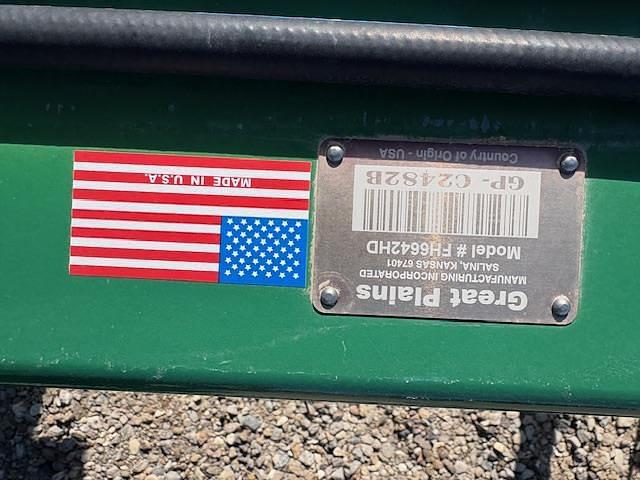 Great Plains
MANUFACTURING INCORPORATED
SALINA, KANSAS 67401
Model # FH6642HD
GP- C2482B
Country of Origin - USA
MADE IN U.S.A.